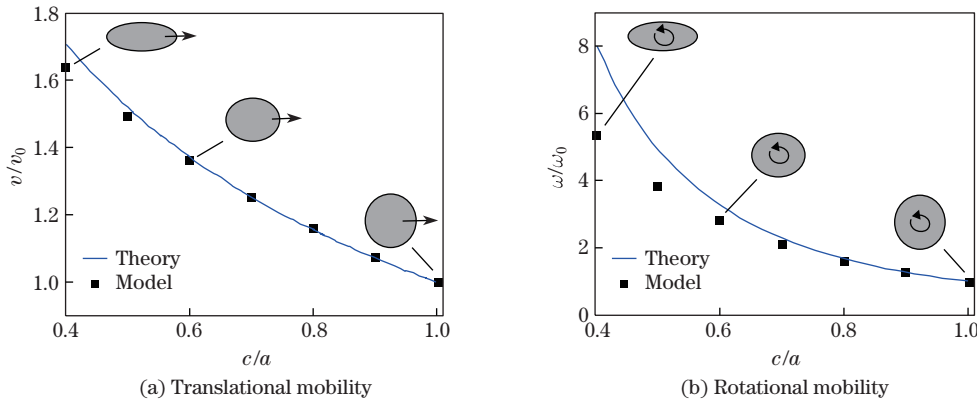 1.8
1.6
1.4
1.2
1.0
v/v₀
Theory
Model
0.4
0.6
0.8
1.0
c/a
(a) Translational mobility
8
6
4
2
0
ω/ω₀
Theory
Model
0.4
0.6
0.8
1.0
c/a
(b) Rotational mobility